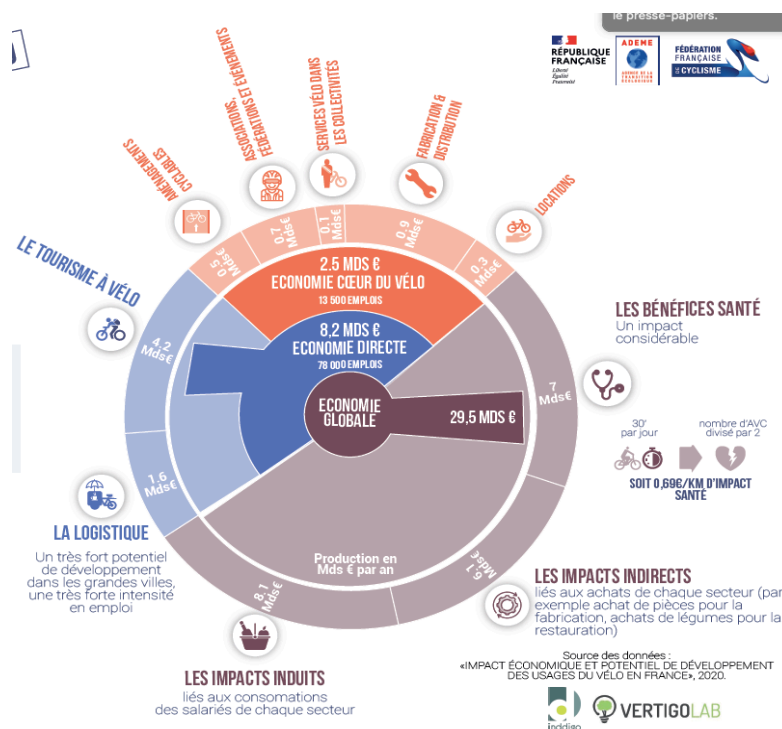 le presse-papiers.
RÉPUBLIQUE
FRANÇAISE
Liberté
Égalité
Fraternité
ADEME
AGENCE DE LA
TRANSITION
ÉCOLOGIQUE
FÉDÉRATION
FRANÇAISE
DE CYCLISME
AMÉNAGEMENTS
CYCLABLES
ASSOCIATIONS,
FÉDÉRATIONS ET ÉVÉNEMENTS
SERVICES VÉLO DANS
LES COLLECTIVITÉS
FABRICATION &
DISTRIBUTION
LOCATIONS
0.5
Mds€
0.7
Mds€
0.1
Mds€
0.9
Mds€
0.3
Mds€
LE TOURISME À VÉLO
4,2
Mds€
1.6
Mds€
2.5 MDS €
ECONOMIE CŒUR DU VÉLO
13 500 EMPLOIS
8,2 MDS €
ECONOMIE DIRECTE
78 000 EMPLOIS
ECONOMIE
GLOBALE
29,5 MDS €
LES BÉNÉFICES SANTÉ
Un impact
considérable
7
Mds€
30'
par jour
nombre d'AVC
divisé par 2
SOIT 0,69€/KM D'IMPACT
SANTÉ
LA LOGISTIQUE
Un très fort potentiel
de développement
dans les grandes villes,
une très forte intensité
en emploi
Production en
Mds € par an
8,1
Mds€
6.1
Mds€
LES IMPACTS INDIRECTS
liés aux achats de chaque secteur (par
exemple achat de pièces pour la
fabrication, achats de légumes pour la
restauration)
LES IMPACTS INDUITS
liés aux consomations
des salariés de chaque secteur
Source des données :
«IMPACT ÉCONOMIQUE ET POTENTIEL DE DÉVELOPPEMENT
DES USAGES DU VÉLO EN FRANCE», 2020.
inddigo
VERTIGOLAB